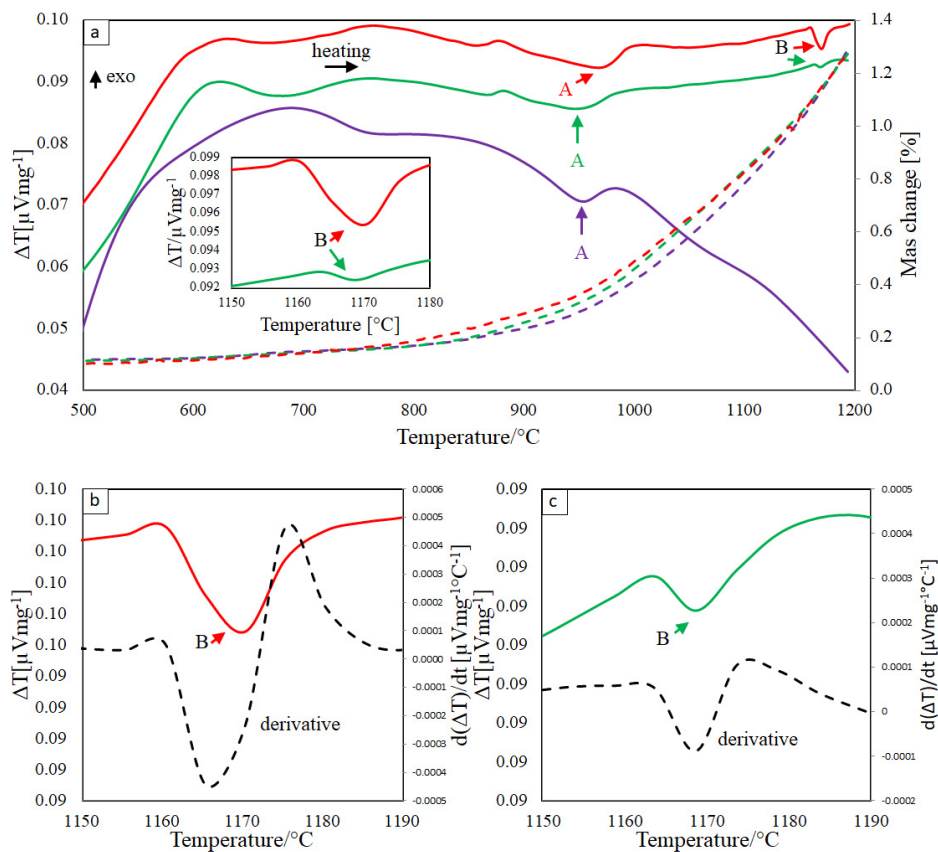 a
0.10
0.09
0.08
0.07
0.06
0.05
0.04
ΔT[µVmg-1]
exo
heating
A
A
A
B
1.4
1.2
1.0
0.8
0.6
0.4
0.2
0.0
Mas change [%]
0.099
0.098
0.096
0.095
0.093
0.092
ΔT/µVmg-1
B
1150 1160 1170 1180
Temperature [°C]
500 600 700 800 900 1000 1100 1200
Temperature/°C
b
0.10
0.10
0.10
0.10
0.10
0.10
0.09
0.09
0.09
0.09
0.09
ΔT[µVmg-1]
B
derivative
0.0006
0.0005
0.0004
0.0003
0.0002
0.0001
0.0000
-0.0001
-0.0002
-0.0003
-0.0004
-0.0005
d(ΔT)/dt [µVmg-1°C-1]
1150 1160 1170 1180 1190
Temperature/°C
c
0.09
0.09
0.09
0.09
0.09
0.09
0.09
0.09
0.09
ΔT[µVmg-1]
B
derivative
0.0005
0.0004
0.0003
0.0002
0.0001
0
-0.0001
-0.0002
d(ΔT)/dt [µVmg-1°C-1]
1150 1160 1170 1180 1190
Temperature/°C